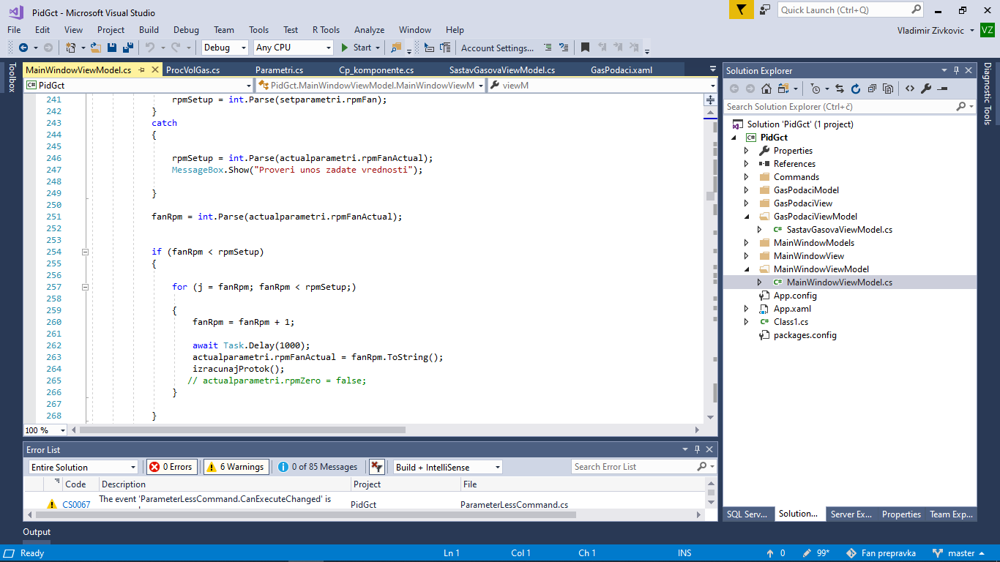 PidGct - Microsoft Visual Studio
Quick Launch (Ctrl+Q)
File Edit View Project Build Debug Team Tools Test R Tools Analyze Window Help
Vladimir Zivkovic VZ
Debug Any CPU Start Account Settings...
Toolbox
MainWindowViewModel.cs ProcVolGas.cs Parametri.cs Cp_komponente.cs SastavGasovaViewModel.cs GasPodaci.xaml
C# PidGct PidGct.MainWindowViewModel.MainWindowViewM viewM
241 rpmSetup = int.Parse(setparametri.rpmFan);
242 }
243 catch
244 {
245
246 rpmSetup = int.Parse(actualparametri.rpmFanActual);
247 MessageBox.Show("Proveri unos zadate vrednosti");
248
249 }
250
251 fanRpm = int.Parse(actualparametri.rpmFanActual);
252
253
254 if (fanRpm < rpmSetup)
255 {
256
257 for (j = fanRpm; fanRpm < rpmSetup;)
258
259 {
260 fanRpm = fanRpm + 1;
261
262 await Task.Delay(1000);
263 actualparametri.rpmFanActual = fanRpm.ToString();
264 izracunajProtok();
265 // actualparametri.rpmZero = false;
266 }
267
268 }
100 %
Error List
Entire Solution 0 Errors 6 Warnings 0 of 85 Messages Build + IntelliSense Search Error List
Code Description Project File
CS0067 The event 'ParameterLessCommand.CanExecuteChanged' is PidGct ParameterLessCommand.cs
Output
Solution Explorer
Search Solution Explorer (Ctrl+č)
Solution 'PidGct' (1 project)
C# PidGct
Properties
References
Commands
GasPodaciModel
GasPodaciView
GasPodaciViewModel
C# SastavGasovaViewModel.cs
MainWindowModels
MainWindowView
MainWindowViewModel
C# MainWindowViewModel.cs
App.config
App.xaml
C# Class1.cs
packages.config
SQL Serv... Solution... Server Ex... Properties Team Exp...
Diagnostic Tools
Ready Ln 1 Col 1 Ch 1 INS 0 99* Fan prepravka master